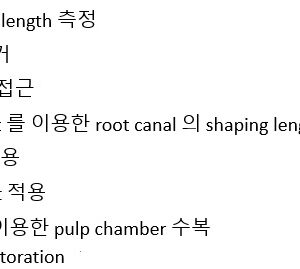 length 측정
거
접근
를 이용한 root canal 의 shaping leng
용
적용
이용한 pulp chamber 수복
toration